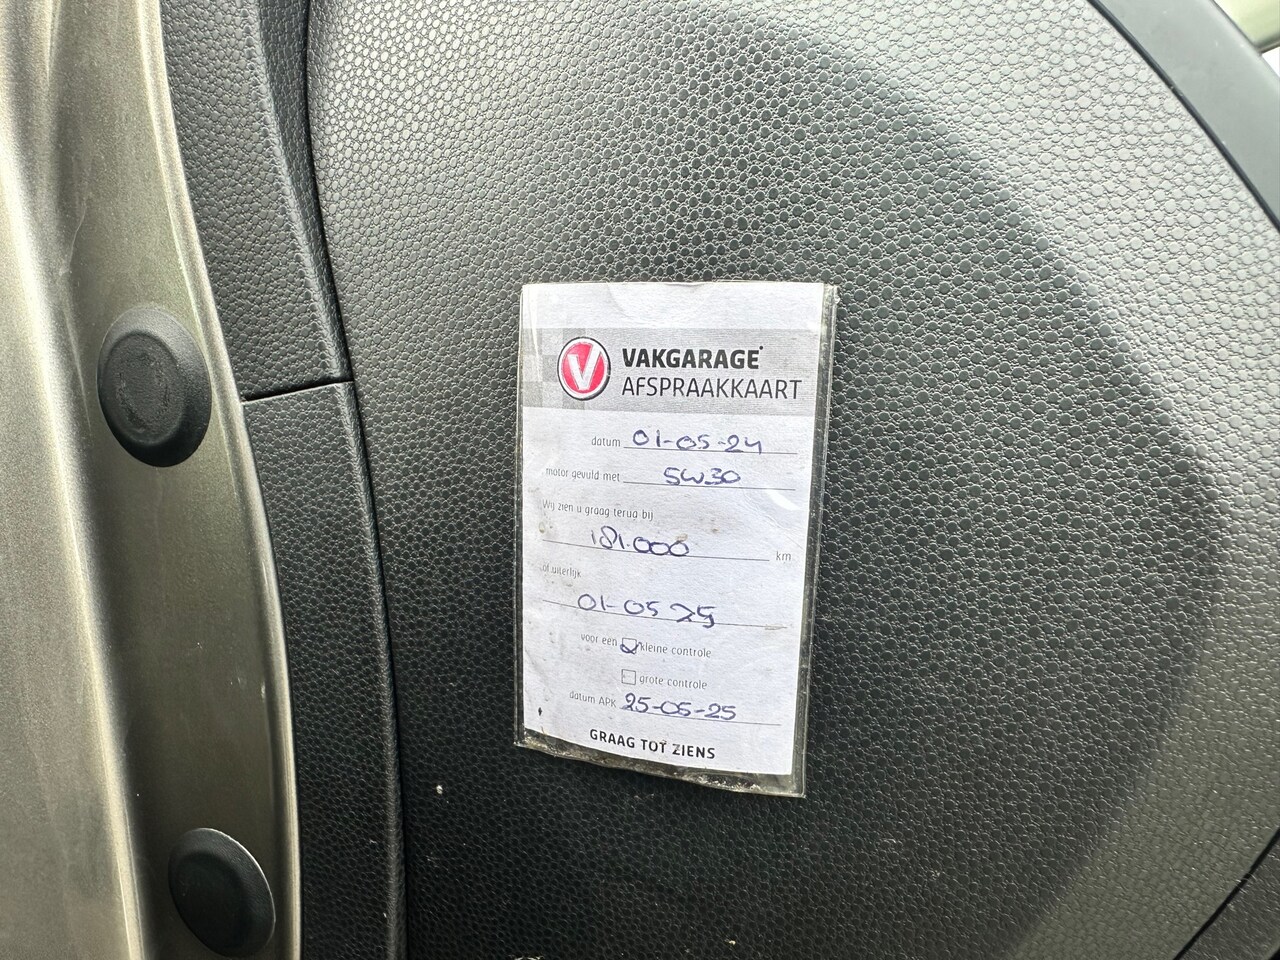 V VAKGARAGE
AFSPRAAKKAART
datum 01-05-24
motor gevuld met 5W30
Wij zien u graag terug bij
181.000 km
of uiterlijk
01-05 25
voor een kleine controle
grote controle
datum APK 25-05-25
GRAAG TOT ZIENS